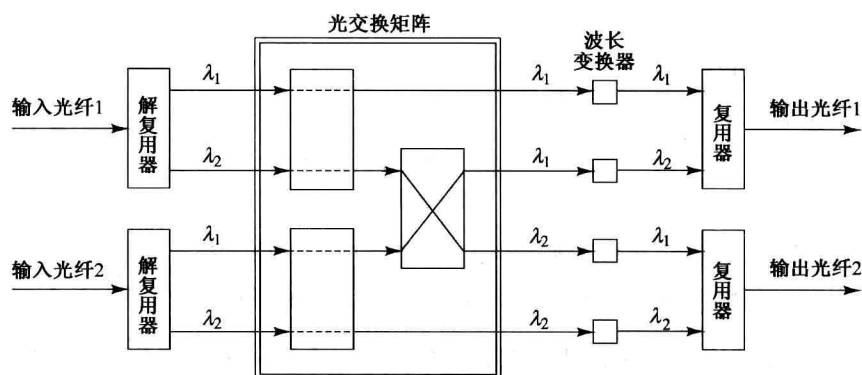 光交换矩阵
波长
变换器
λ₁ λ₁ λ₁
输入光纤1 解复用器 复用器 输出光纤1
λ₂ λ₁ λ₂
λ₁ λ₂ λ₁
输入光纤2 解复用器 复用器 输出光纤2
λ₂ λ₂ λ₂